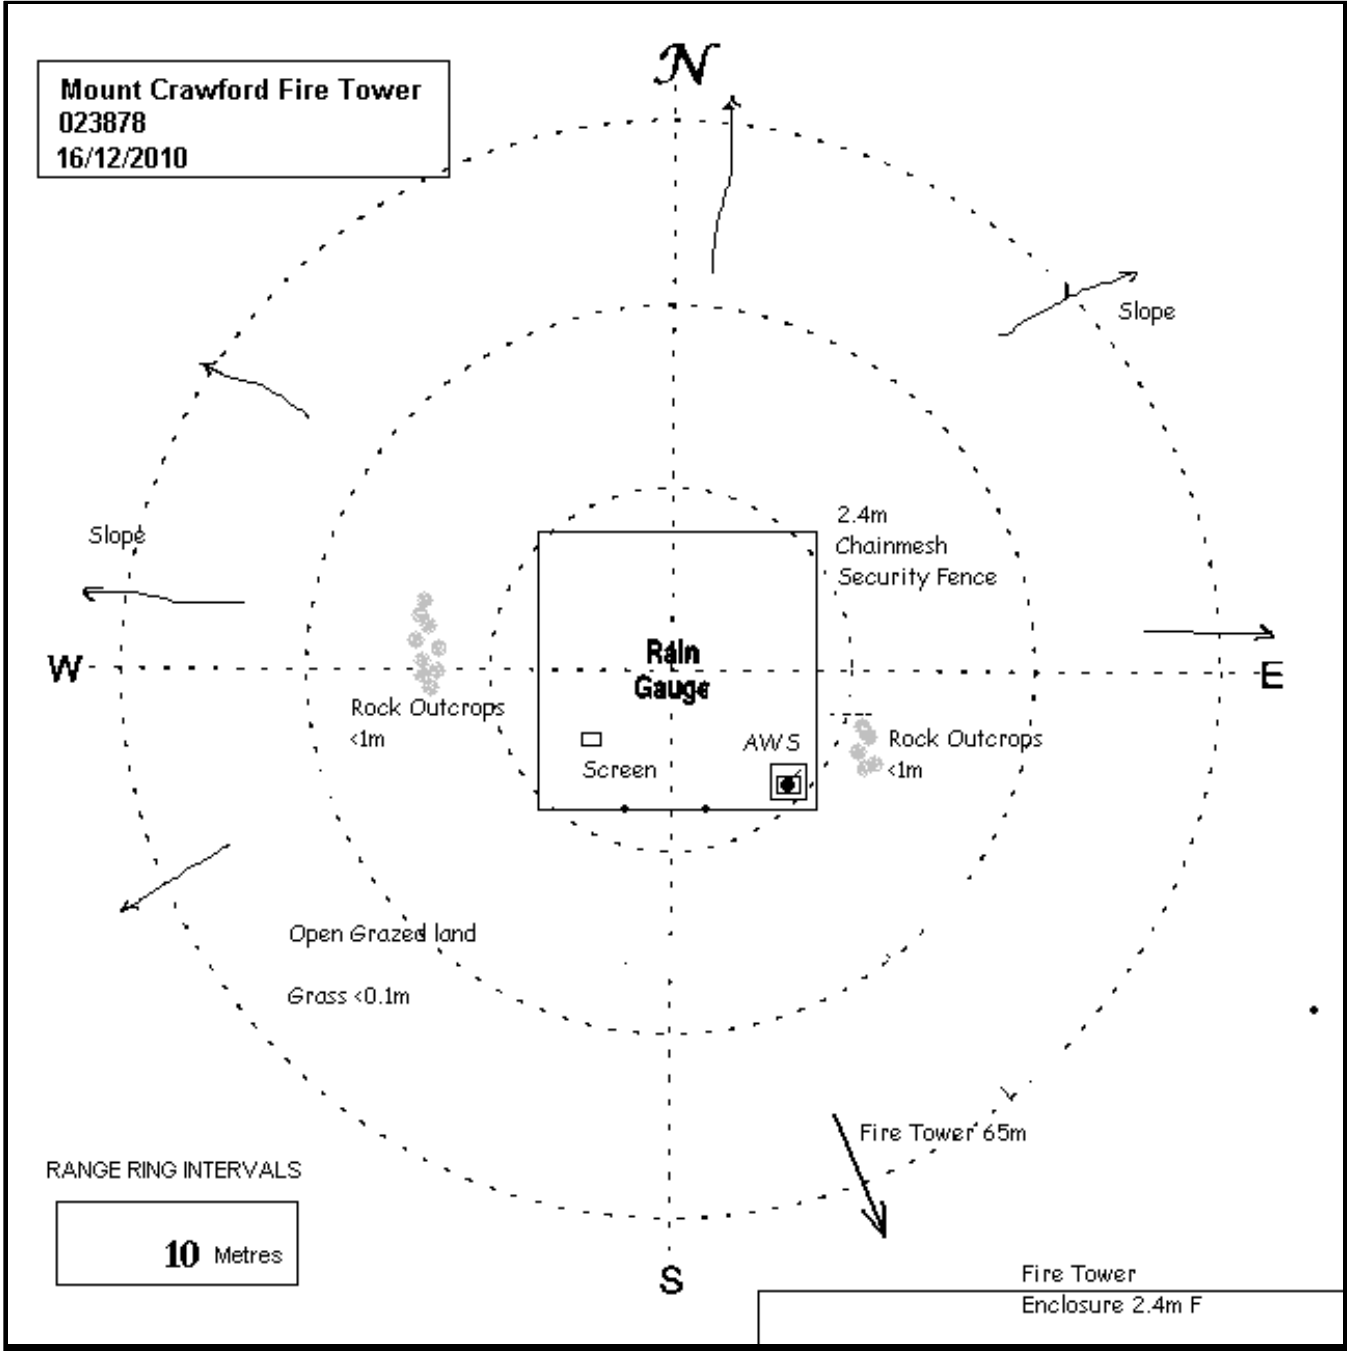 N
Mount Crawford Fire Tower
023878
16/12/2010
Slope
2.4m
Chainmesh
Security Fence
Slope
Rain
Gauge
W
E
Rock Outcrops
<1m
AWS
Rock Outcrops
<1m
Screen
Open Grazed land
Grass <0.1m
Fire Tower 65m
RANGE RING INTERVALS
10 Metres
S
Fire Tower
Enclosure 2.4m F